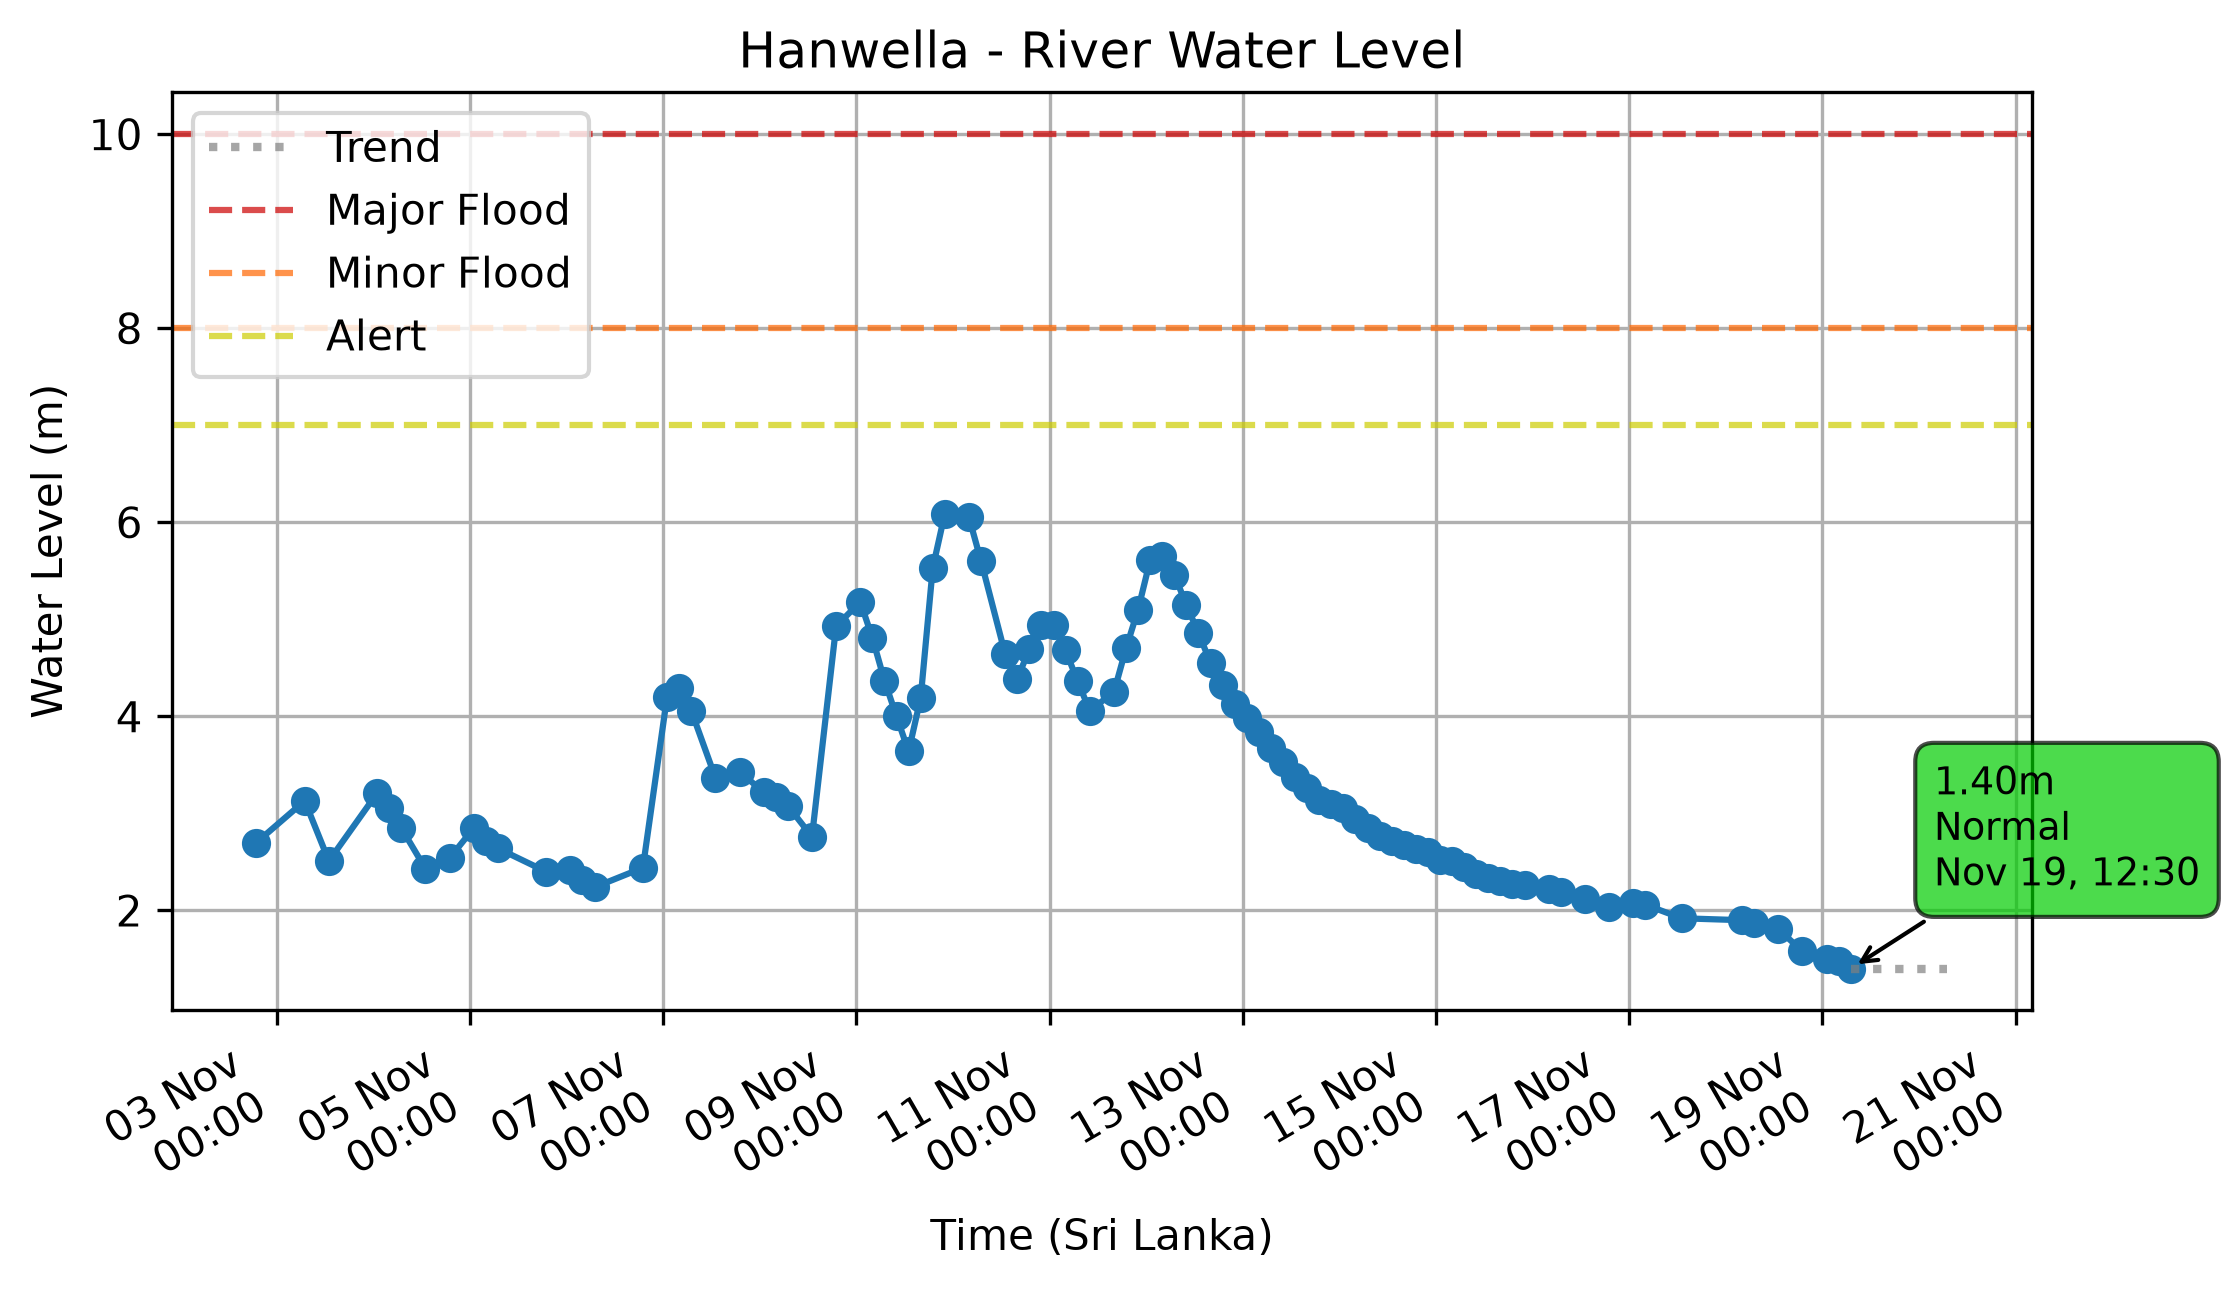 Hanwella - River Water Level
Trend
Major Flood
Minor Flood
Alert
10
8
6
4
2
Water Level (m)
1.40m
Normal
Nov 19, 12:30
03 Nov
00:00
05 Nov
00:00
07 Nov
00:00
09 Nov
00:00
11 Nov
00:00
13 Nov
00:00
15 Nov
00:00
17 Nov
00:00
19 Nov
00:00
21 Nov
00:00
Time (Sri Lanka)